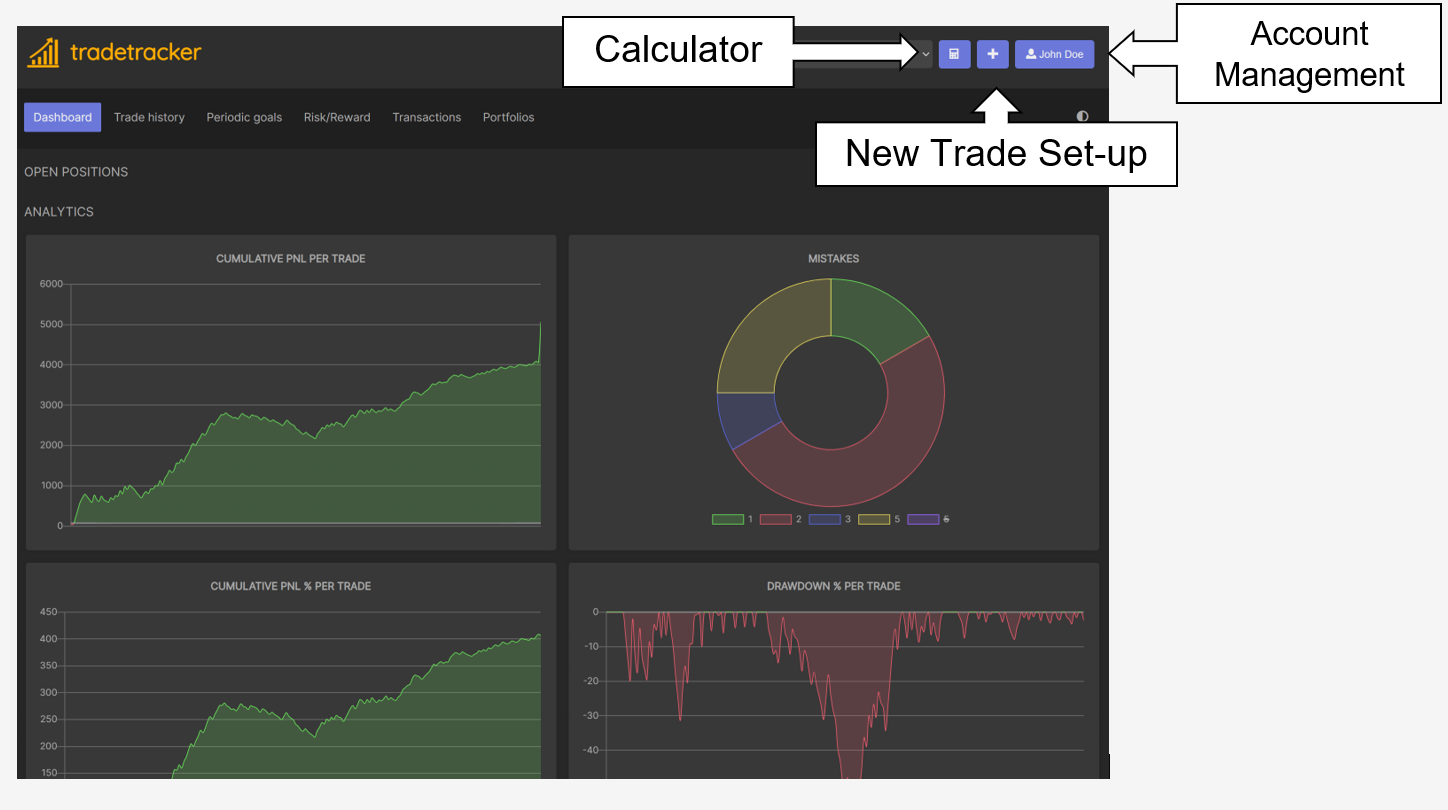 Account
Management
Calculator
tradetracker
John Doe
New Trade Set-up
Dashboard
Trade history
Periodic goals
Risk/Reward
Transactions
Portfolios
OPEN POSITIONS
ANALYTICS
CUMULATIVE PNL PER TRADE
6000
5000
4000
3000
2000
1000
0
MISTAKES
1 2 3 5 6
CUMULATIVE PNL % PER TRADE
450
400
350
300
250
200
150
DRAWDOWN % PER TRADE
0
-10
-20
-30
-40